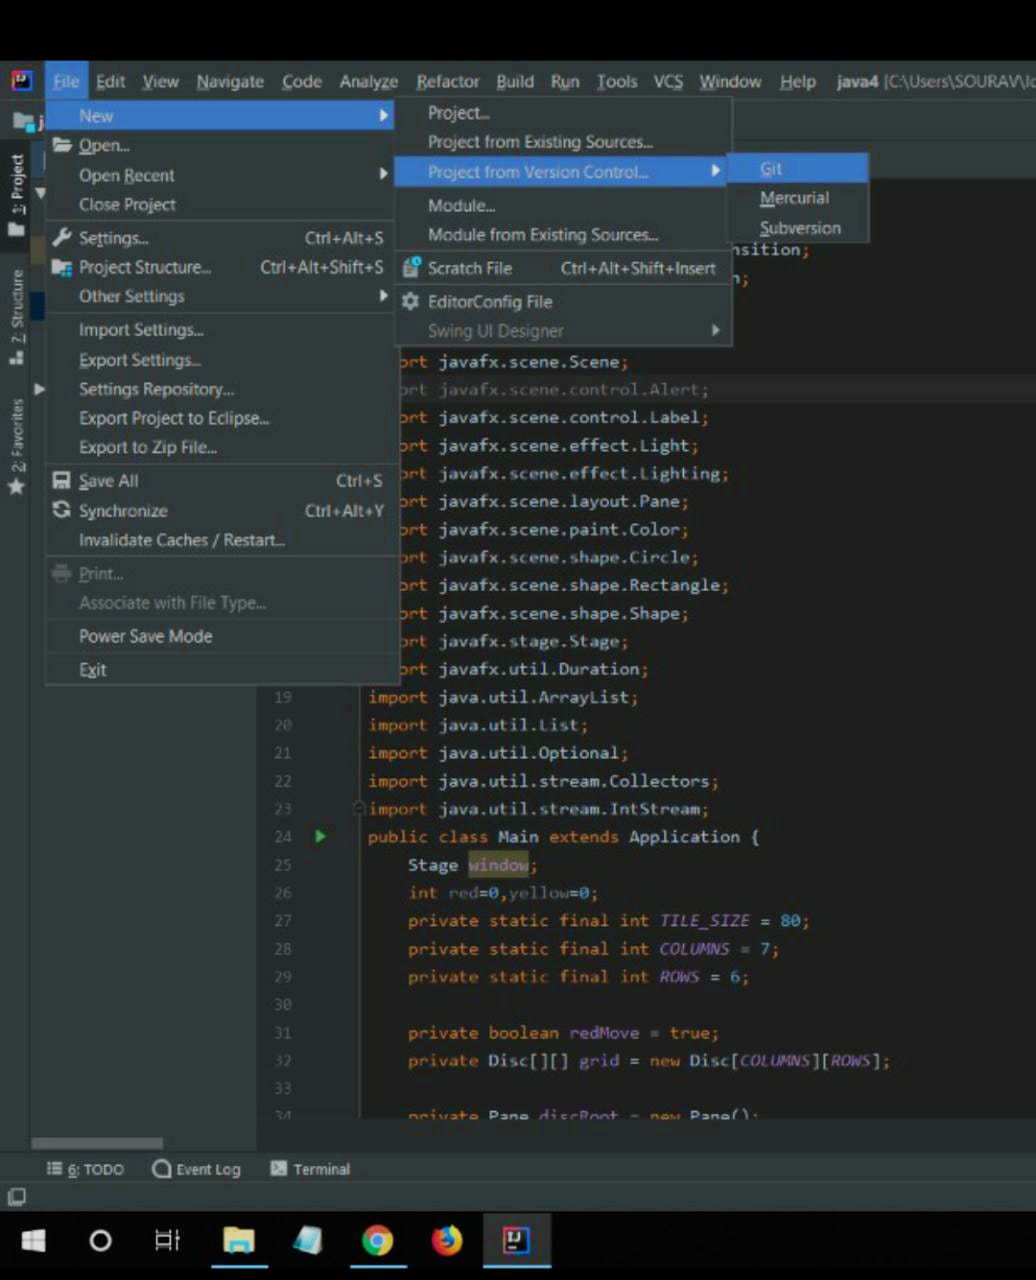 File Edit View Navigate Code Analyze Refactor Build Run Tools VCS Window Help java4 [C:\Users\SOURAV\
New
Open...
Open Recent
Close Project
Settings... Ctrl+Alt+S
Project Structure... Ctrl+Alt+Shift+S
Other Settings
Import Settings...
Export Settings...
Settings Repository...
Export Project to Eclipse...
Export to Zip File...
Save All Ctrl+S
Synchronize Ctrl+Alt+Y
Invalidate Caches / Restart...
Print...
Associate with File Type...
Power Save Mode
Exit
Project...
Project from Existing Sources...
Project from Version Control...
Module...
Module from Existing Sources...
Scratch File Ctrl+Alt+Shift+Insert
EditorConfig File
Swing UI Designer
Git
Mercurial
Subversion
1: Project
7: Structure
2: Favorites
nsition;
n;
ort javafx.scene.Scene;
ort javafx.scene.control.Alert;
ort javafx.scene.control.Label;
ort javafx.scene.effect.Light;
ort javafx.scene.effect.Lighting;
ort javafx.scene.layout.Pane;
ort javafx.scene.paint.Color;
ort javafx.scene.shape.Circle;
ort javafx.scene.shape.Rectangle;
ort javafx.scene.shape.Shape;
ort javafx.stage.Stage;
ort javafx.util.Duration;
19 import java.util.ArrayList;
20 import java.util.List;
21 import java.util.Optional;
22 import java.util.stream.Collectors;
23 import java.util.stream.IntStream;
24 public class Main extends Application {
25 Stage window;
26 int red=0,yellow=0;
27 private static final int TILE_SIZE = 80;
28 private static final int COLUMNS = 7;
29 private static final int ROWS = 6;
30
31 private boolean redMove = true;
32 private Disc[][] grid = new Disc[COLUMNS][ROWS];
33
34 private Pane discRoot = new Pane();
6: TODO Event Log Terminal